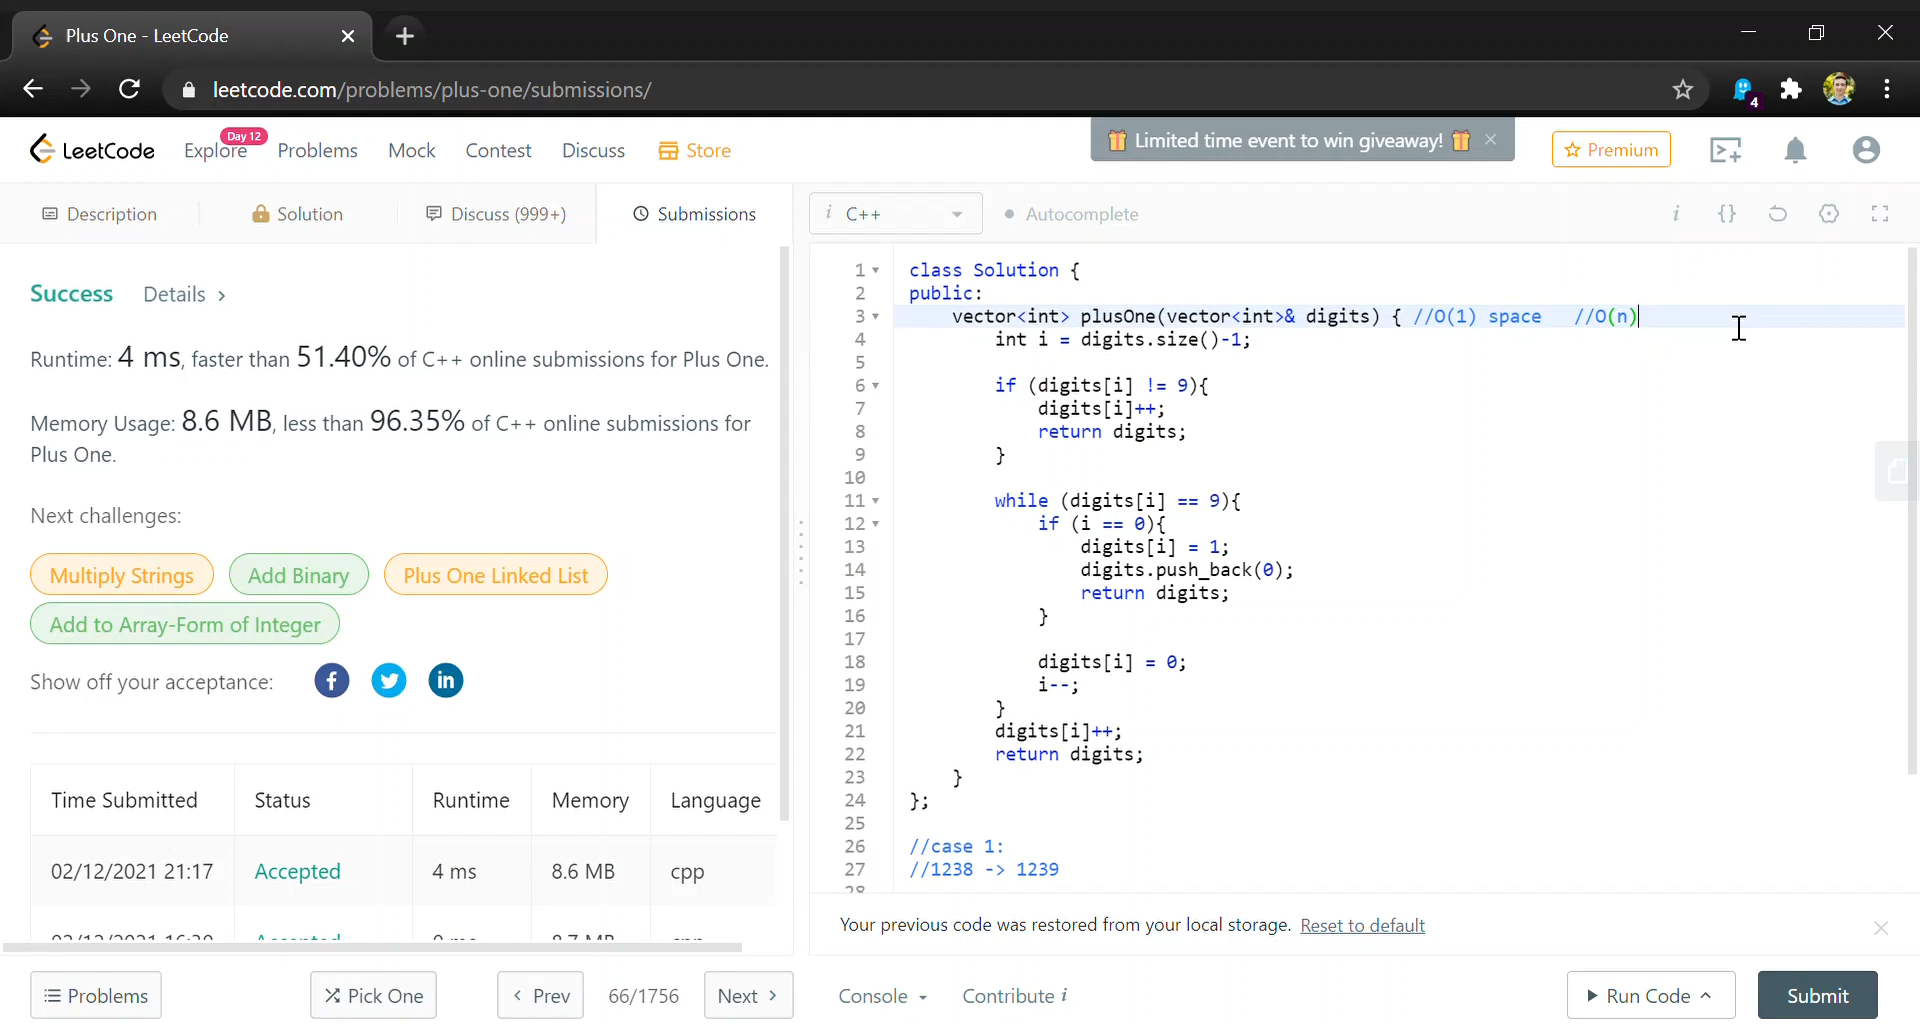 Plus One - LeetCode
leetcode.com/problems/plus-one/submissions/
4
LeetCode
Explore
Day 12
Problems
Mock
Contest
Discuss
Store
Limited time event to win giveaway!
Premium
Description
Solution
Discuss (999+)
Submissions
Success
Details >
Runtime: 4 ms, faster than 51.40% of C++ online submissions for Plus One.
Memory Usage: 8.6 MB, less than 96.35% of C++ online submissions for
Plus One.
Next challenges:
Multiply Strings
Add Binary
Plus One Linked List
Add to Array-Form of Integer
Show off your acceptance:
Time Submitted Status Runtime Memory Language
02/12/2021 21:17 Accepted 4 ms 8.6 MB cpp
Problems
Pick One
< Prev
66/1756
Next >
i C++
Autocomplete
1 class Solution {
2 public:
3 vector<int> plusOne(vector<int>& digits) { //O(1) space //O(n)
4 int i = digits.size()-1;
5
6 if (digits[i] != 9){
7 digits[i]++;
8 return digits;
9 }
10
11 while (digits[i] == 9){
12 if (i == 0){
13 digits[i] = 1;
14 digits.push_back(0);
15 return digits;
16 }
17
18 digits[i] = 0;
19 i--;
20 }
21 digits[i]++;
22 return digits;
23 }
24 };
25
26 //case 1:
27 //1238 -> 1239
28
Your previous code was restored from your local storage. Reset to default
Console
Contribute i
Run Code
Submit